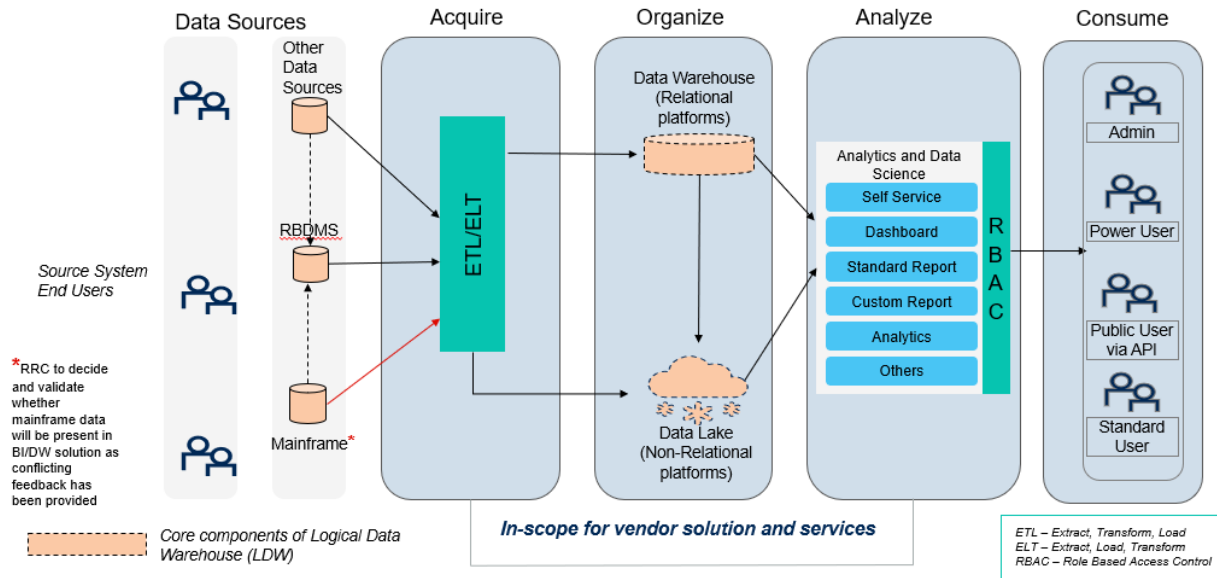 Data Sources
Acquire
Organize
Analyze
Consume
Other
Data
Sources
RBDMS
Mainframe*
Source System
End Users
*RRC to decide
and validate
whether
mainframe data
will be present in
BI/DW solution as
conflicting
feedback has
been provided
ETL/ELT
Data Warehouse
(Relational
platforms)
Data Lake
(Non-Relational
platforms)
Analytics and Data
Science
Self Service
Dashboard
Standard Report
Custom Report
Analytics
Others
R
B
A
C
Admin
Power User
Public User
via API
Standard
User
Core components of Logical Data
Warehouse (LDW)
In-scope for vendor solution and services
ETL – Extract, Transform, Load
ELT – Extract, Load, Transform
RBAC – Role Based Access Control